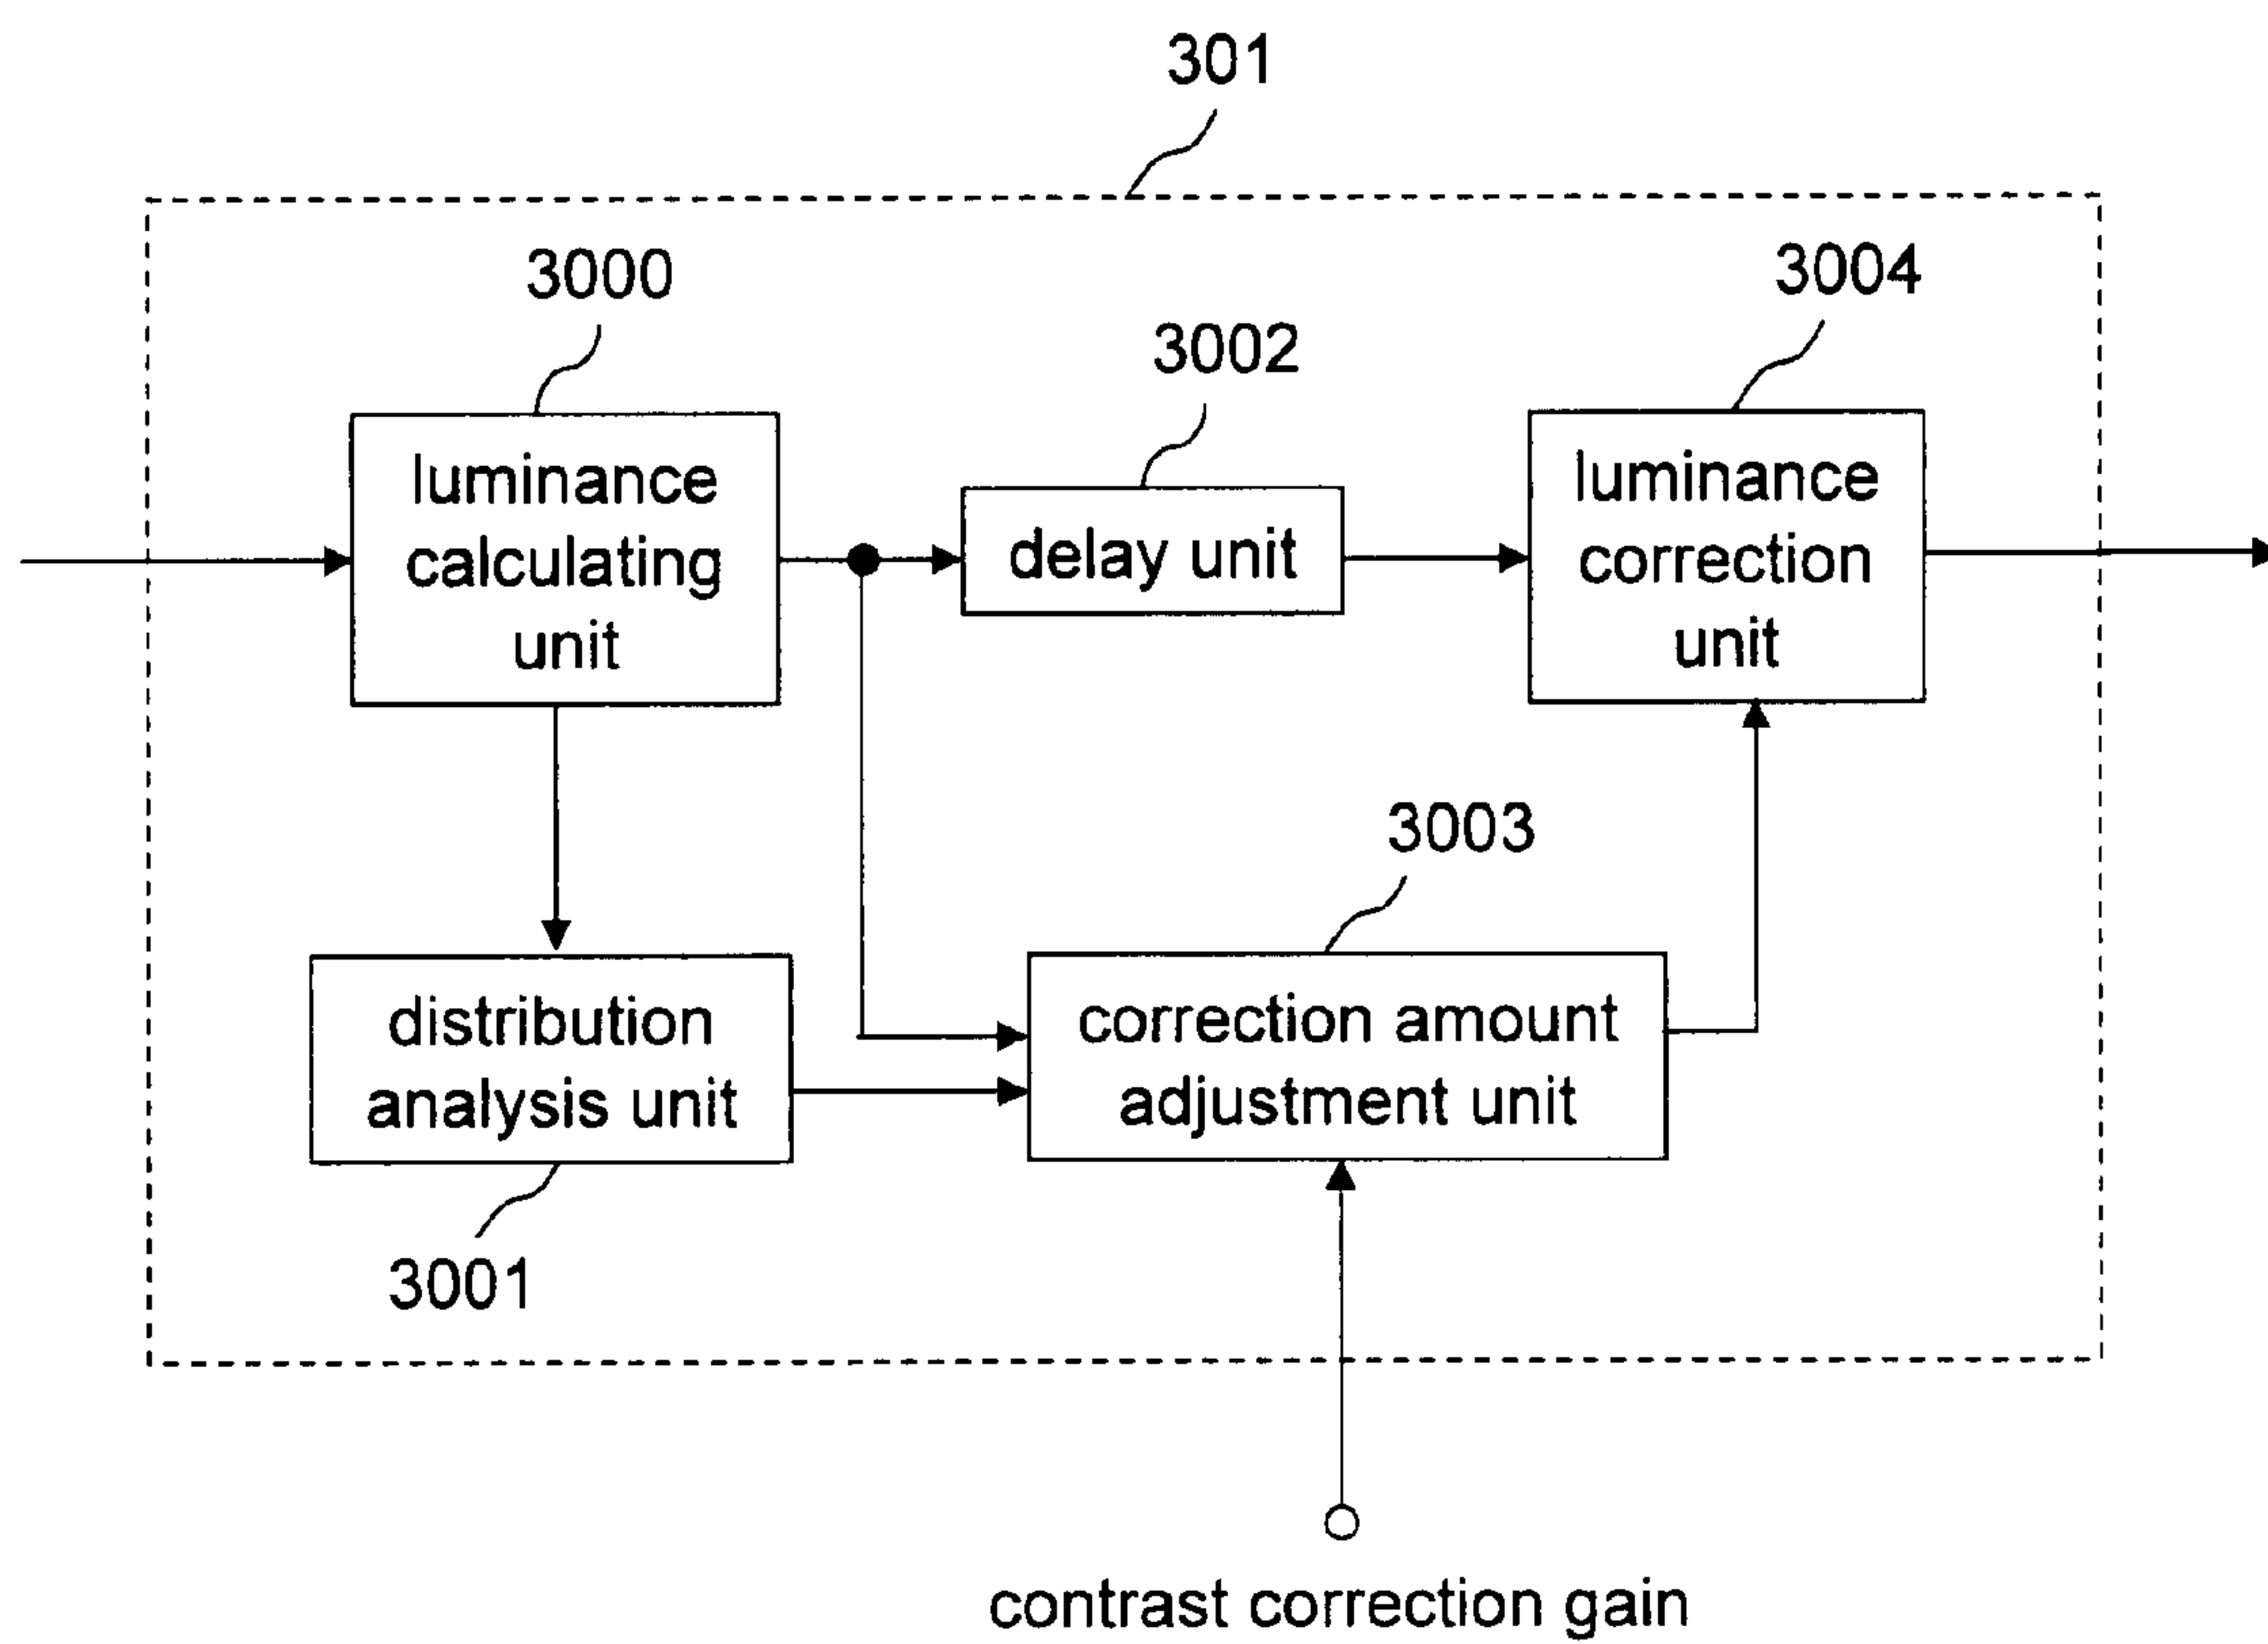 301
3000
3004
3002
luminance
calculating
unit
delay unit
luminance
correction
unit
3003
distribution
analysis unit
correction amount
adjustment unit
3001
contrast correction gain